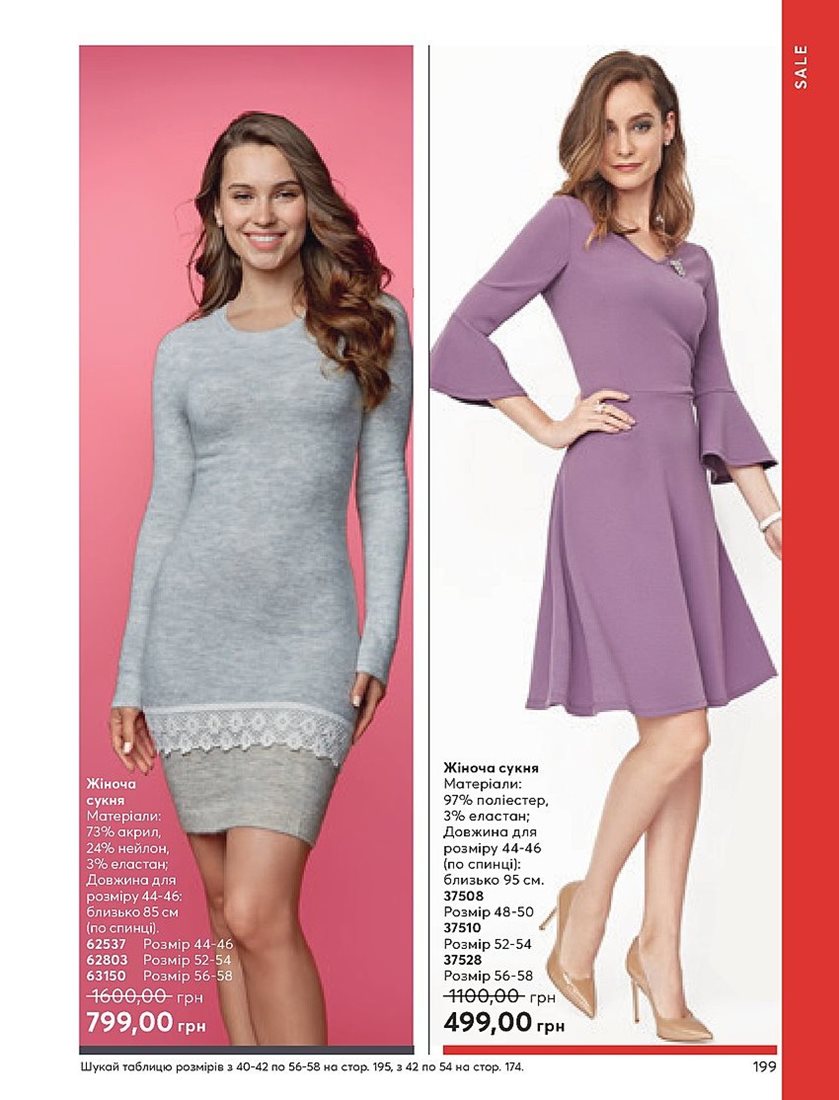 SALE
Жіноча
сукня
Матеріали:
73% акрил,
24% нейлон,
3% еластан;
Довжина для
розміру 44-46:
близько 85 см
(по спинці).
62537 Розмір 44-46
62803 Розмір 52-54
63150 Розмір 56-58
1600,00 грн
799,00 грн
Жіноча сукня
Матеріали:
97% поліестер,
3% еластан;
Довжина для
розміру 44-46
(по спинці):
близько 95 см.
37508
Розмір 48-50
37510
Розмір 52-54
37528
Розмір 56-58
1100,00 грн
499,00 грн
Шукай таблицю розмірів з 40-42 по 56-58 на стор. 195, з 42 по 54 на стор. 174.
199